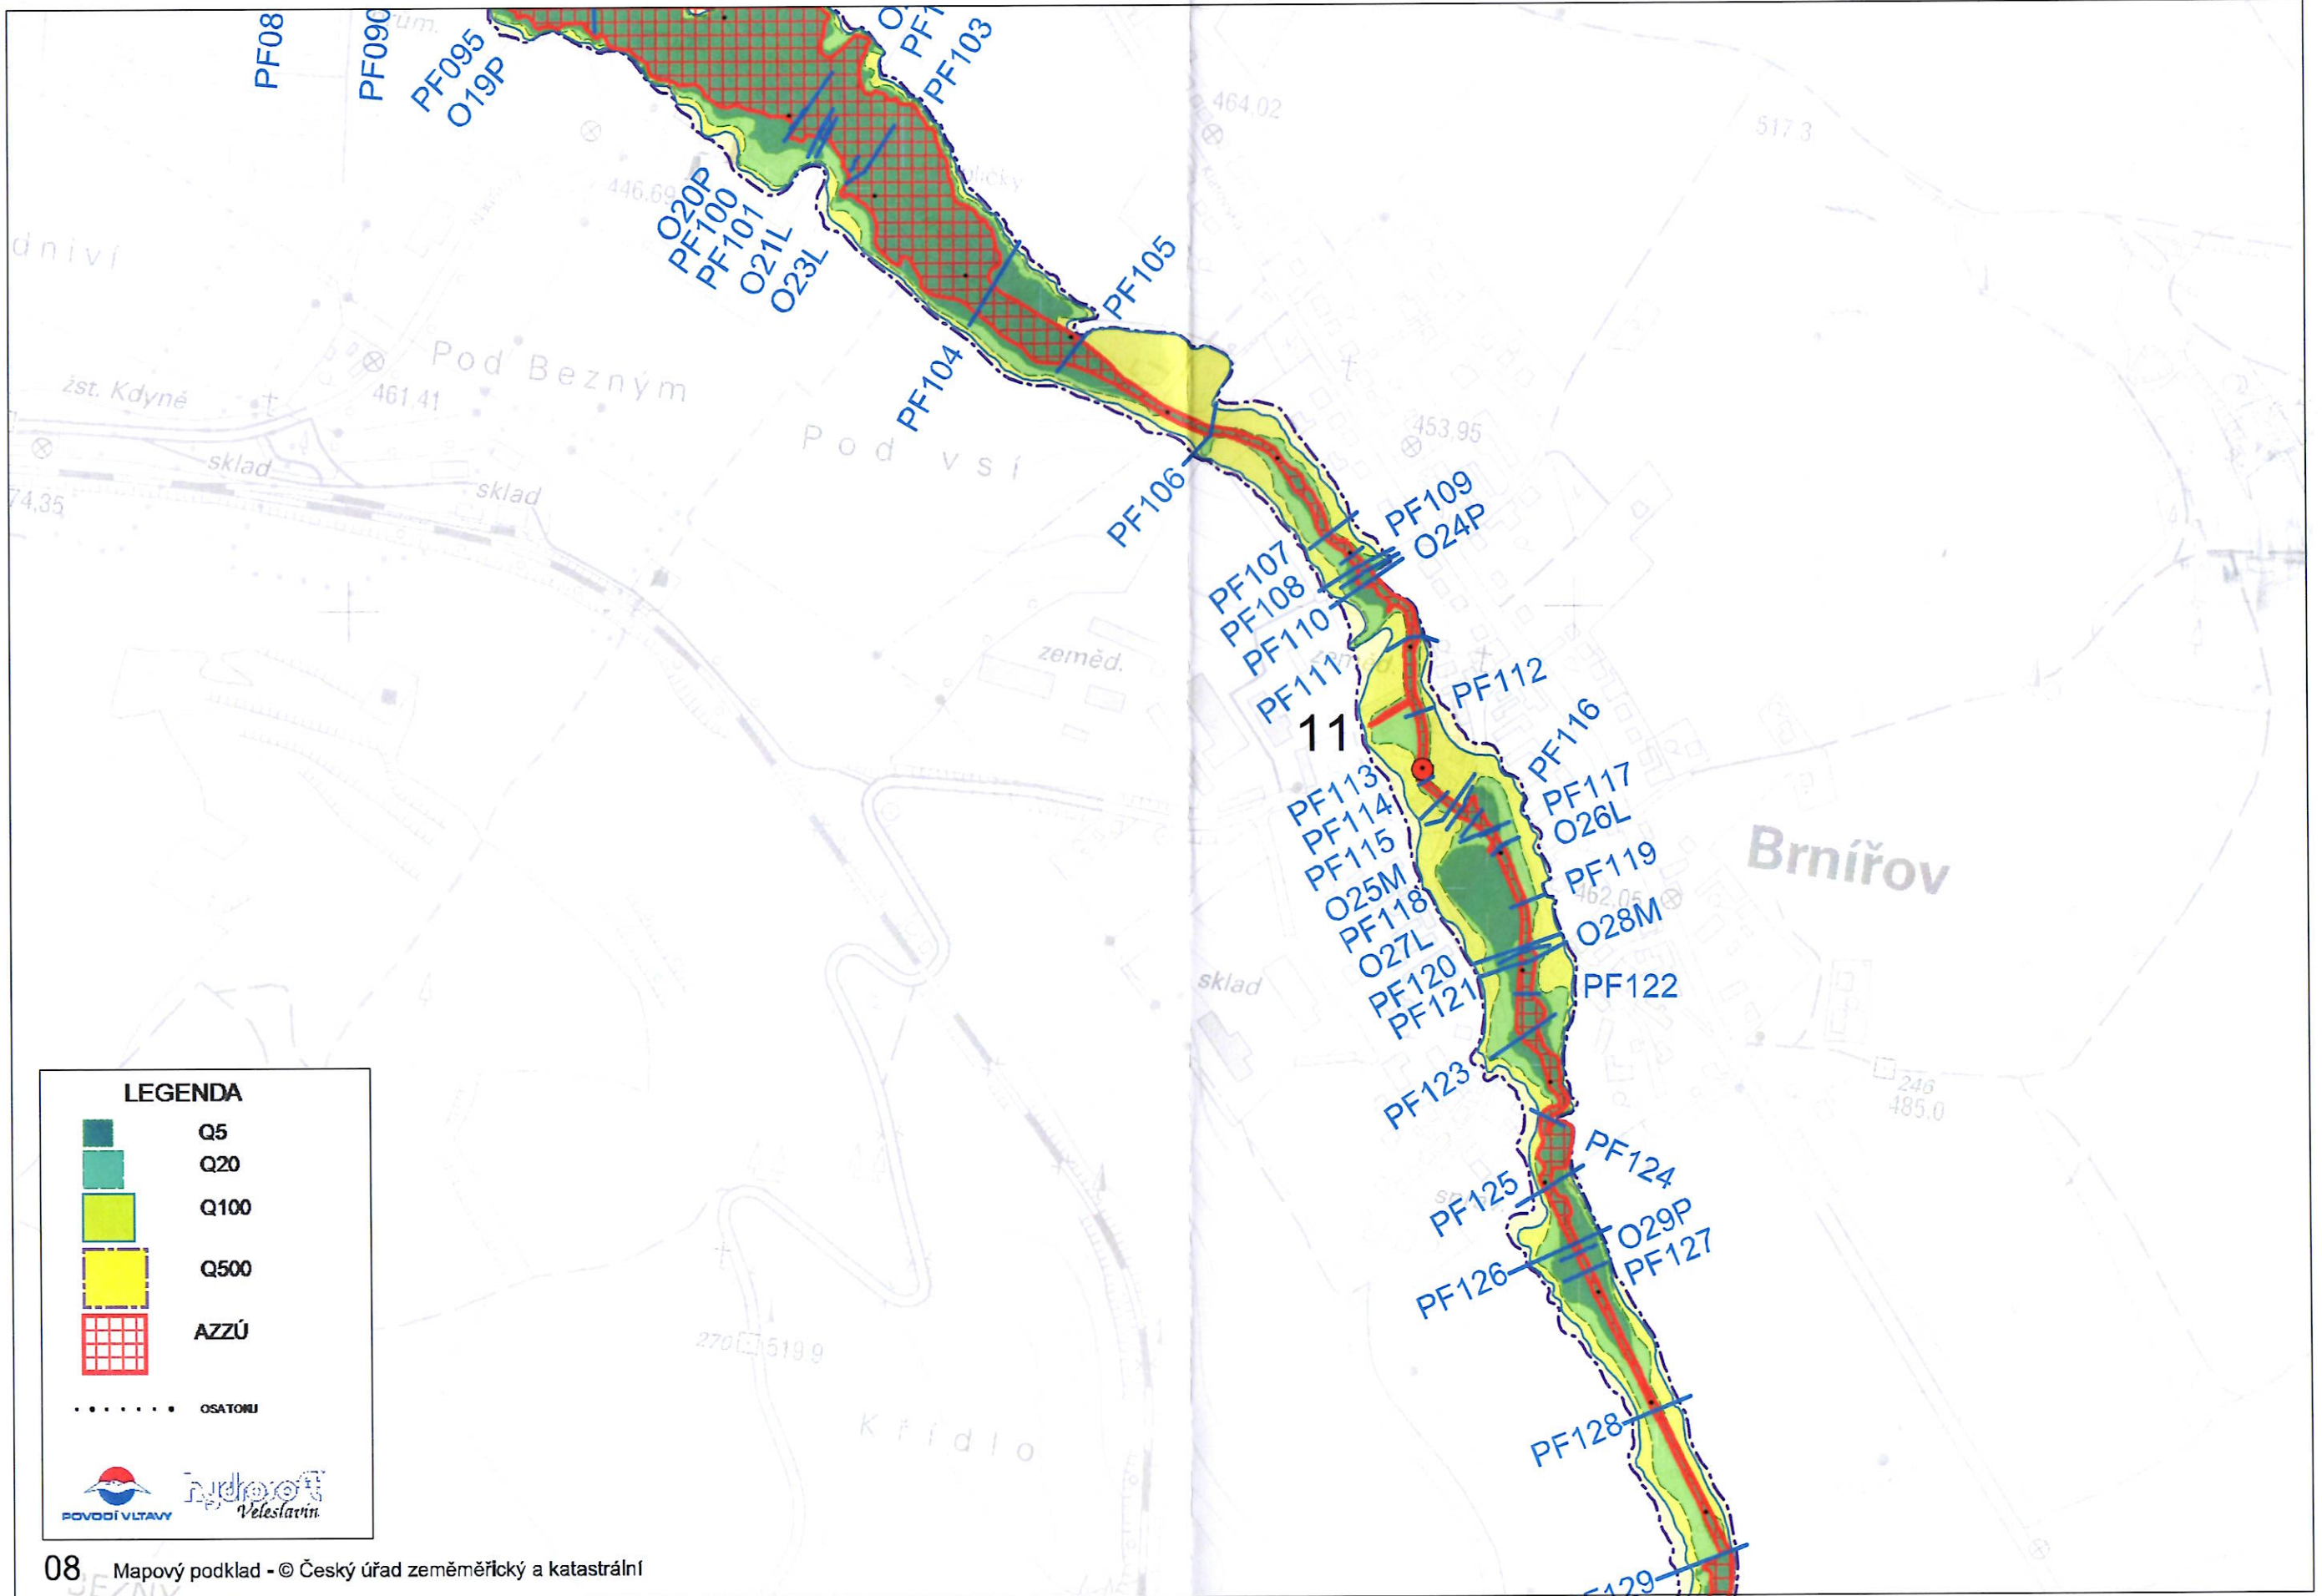 PF08
PF090
PF095
O19P
PF103
464.02
517.3
446.69
O20P
PF100
PF101
O21L
O23L
PF105
dniví
Pod Bezným
461.41
žst. Kdyně
PF104
Pod vsí
453.95
sklad
sklad
74.35
PF106
PF109
O24P
PF107
PF108
PF110
zeměd.
zeměd.
PF111
PF112
11
PF116
PF113
PF117
PF114
O26L
PF115
Brnířov
O25M
PF119
462.05
PF118
O28M
O27L
PF120
sklad
PF122
PF121
PF123
246
485.0
PF124
PF125
O29P
PF127
PF126
270 519.9
Křídlo
PF128
LEGENDA
Q5
Q20
Q100
Q500
AZZÚ
OSATOKU
POVODÍ VLTAVY
hydrosoft
Veleslavín
08 Mapový podklad - © Český úřad zeměměřický a katastrální